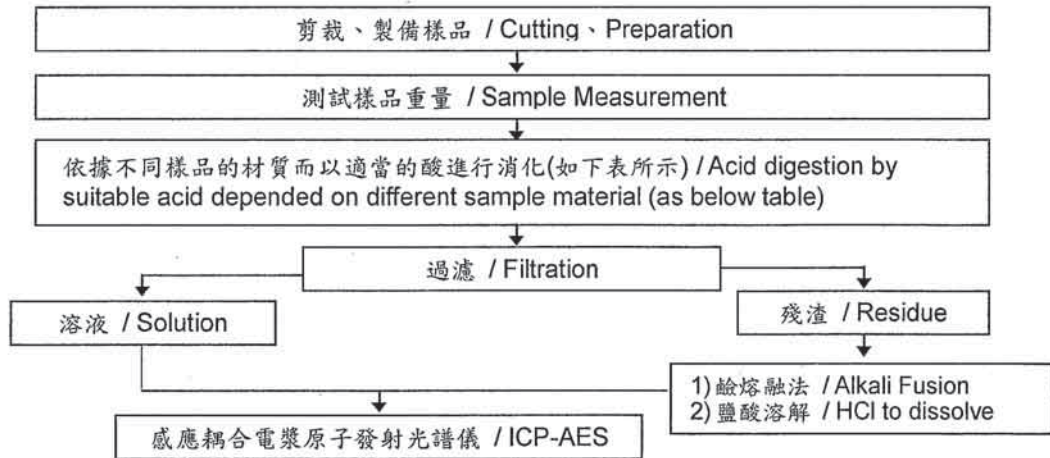 剪裁、製備樣品 / Cutting、Preparation
測試樣品重量 / Sample Measurement
依據不同樣品的材質而以適當的酸進行消化(如下表所示) / Acid digestion by
suitable acid depended on different sample material (as below table)
過濾 / Filtration
溶液 / Solution
殘渣 / Residue
1) 鹼熔融法 / Alkali Fusion
2) 鹽酸溶解 / HCl to dissolve
感應耦合電漿原子發射光譜儀 / ICP-AES